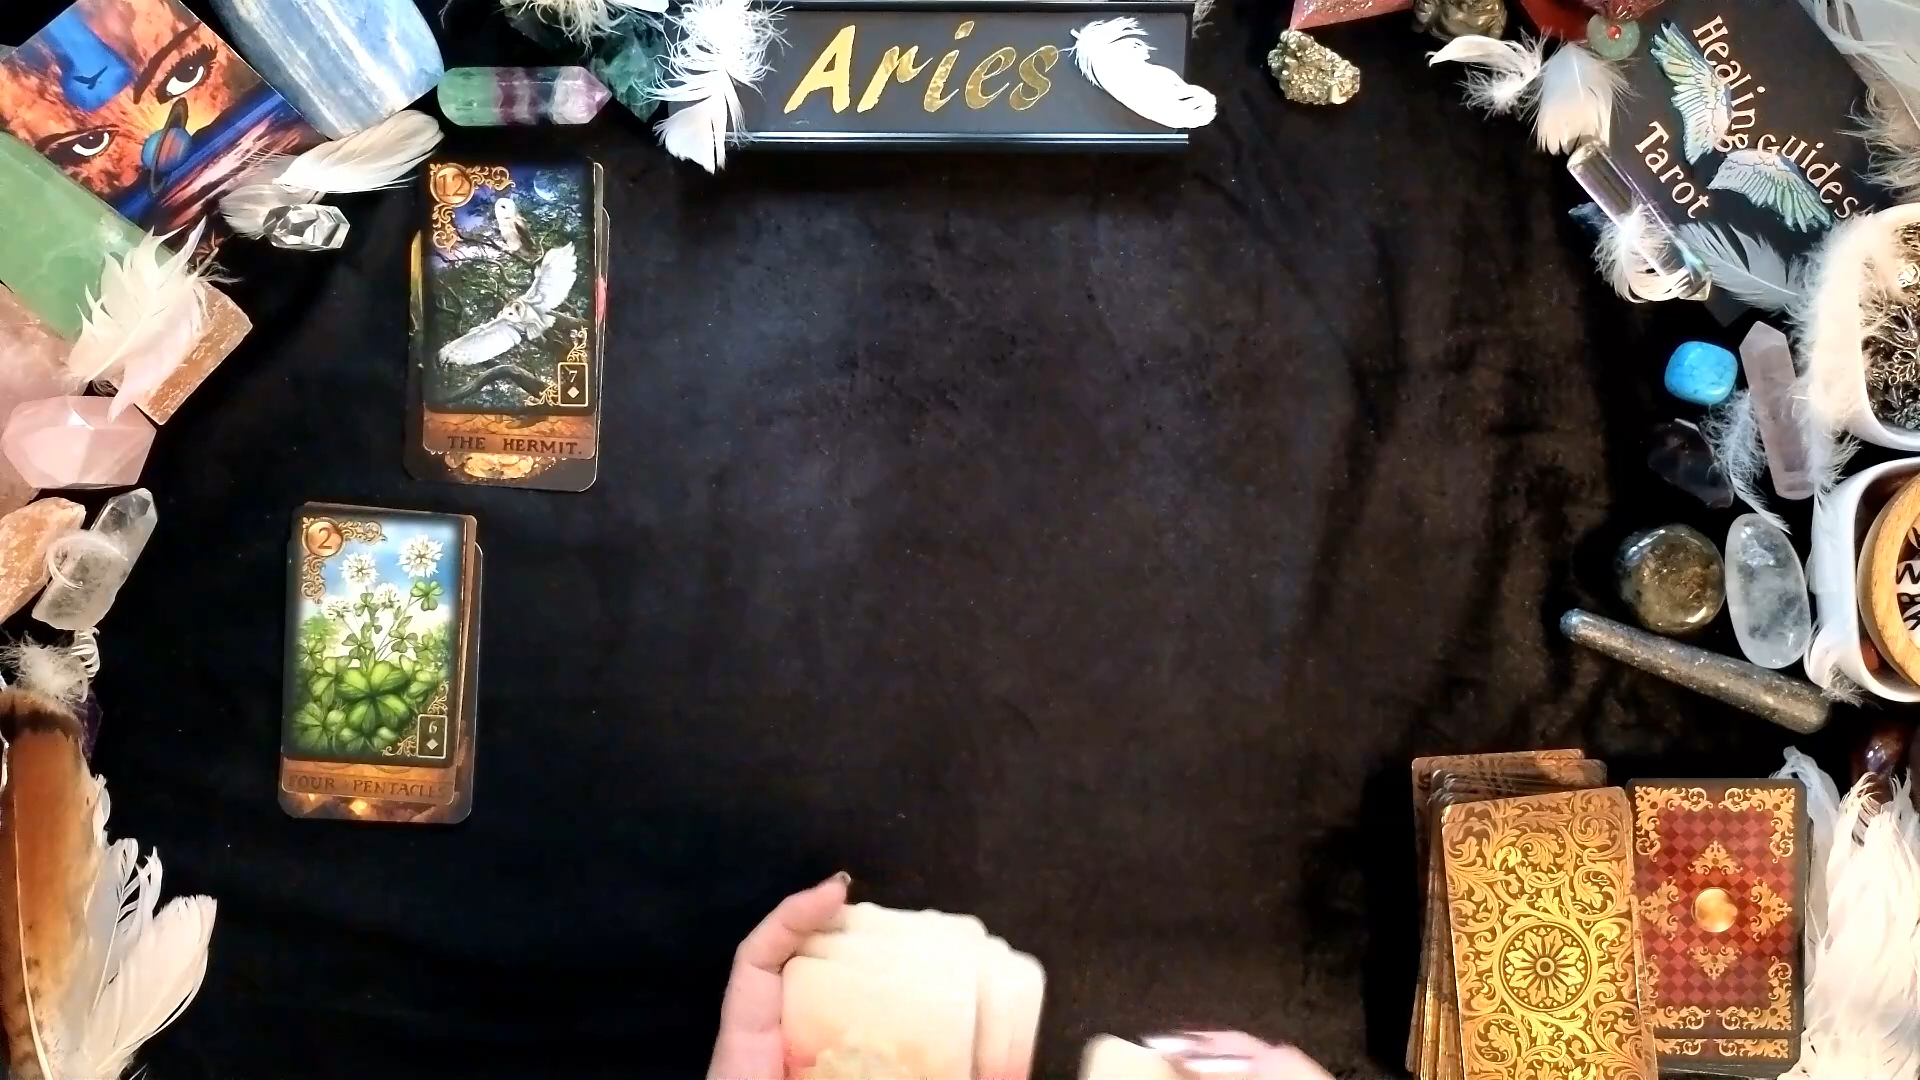 Aries
Healing Guides
Tarot
12
7
THE HERMIT.
2
6
FOUR PENTACLES